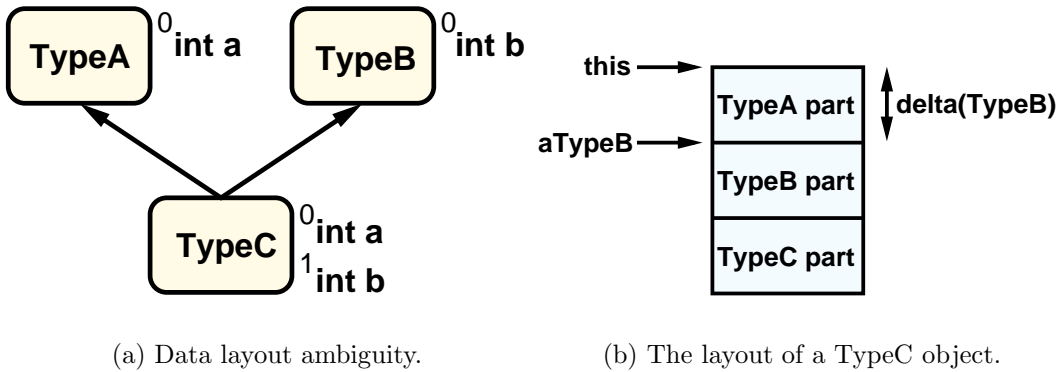 TypeA
0
int a
TypeB
0
int b
TypeC
0
int a
1
int b
this
aTypeB
TypeA part
TypeB part
TypeC part
delta(TypeB)
(a) Data layout ambiguity.
(b) The layout of a TypeC object.